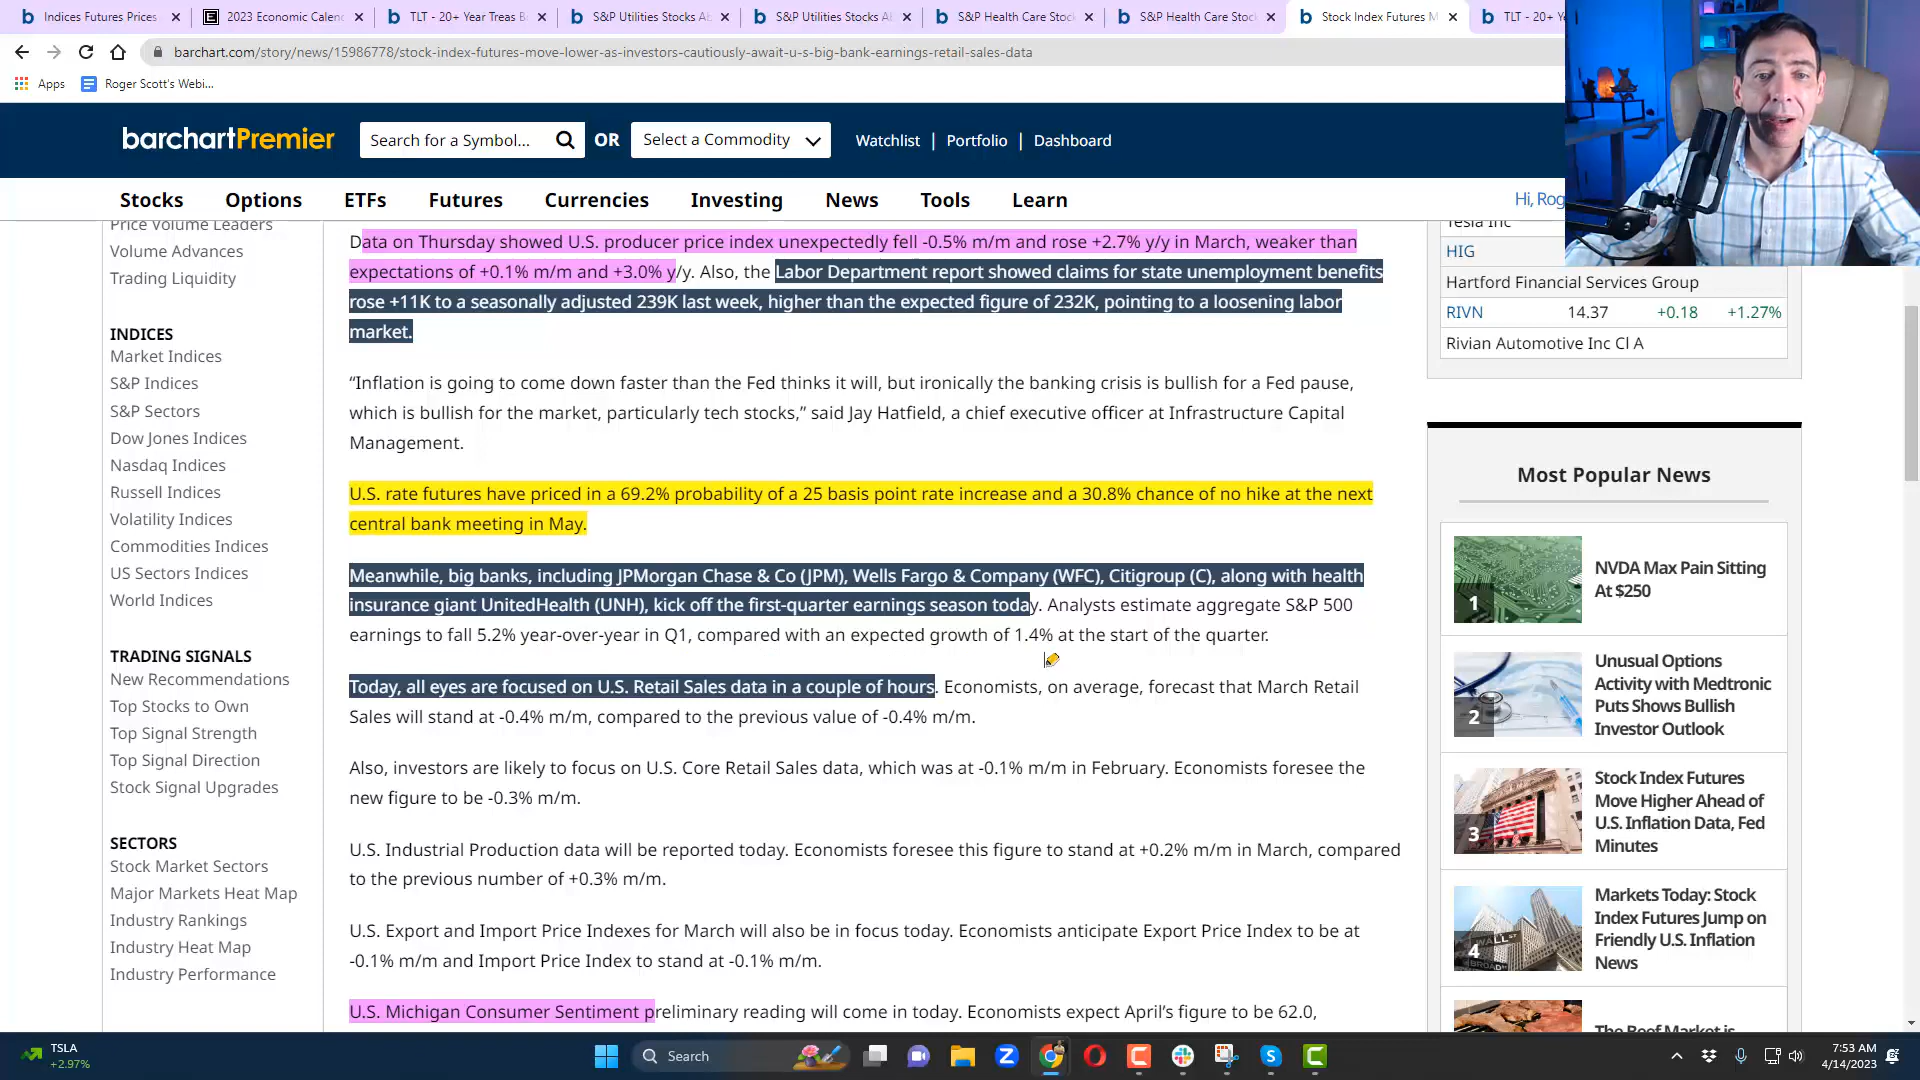 Indices Futures Prices
2023 Economic Calen
TLT - 20+ Year Treas B
S&P Utilities Stocks A
S&P Utilities Stocks A
S&P Health Care Stoc
S&P Health Care Stoc
Stock Index Futures M
TLT - 20+ Ye
barchart.com/story/news/15986778/stock-index-futures-move-lower-as-investors-cautiously-await-u-s-big-bank-earnings-retail-sales-data
Apps
Roger Scott's Webi...
barchartPremier
Search for a Symbol...
OR
Select a Commodity
Watchlist | Portfolio | Dashboard
Stocks Options ETFs Futures Currencies Investing News Tools Learn
Hi, Rog
Price Volume Leaders
Volume Advances
Trading Liquidity
INDICES
Market Indices
S&P Indices
S&P Sectors
Dow Jones Indices
Nasdaq Indices
Russell Indices
Volatility Indices
Commodities Indices
US Sectors Indices
World Indices
TRADING SIGNALS
New Recommendations
Top Stocks to Own
Top Signal Strength
Top Signal Direction
Stock Signal Upgrades
SECTORS
Stock Market Sectors
Major Markets Heat Map
Industry Rankings
Industry Heat Map
Industry Performance
Data on Thursday showed U.S. producer price index unexpectedly fell -0.5% m/m and rose +2.7% y/y in March, weaker than
expectations of +0.1% m/m and +3.0% y/y. Also, the Labor Department report showed claims for state unemployment benefits
rose +11K to a seasonally adjusted 239K last week, higher than the expected figure of 232K, pointing to a loosening labor
market.
“Inflation is going to come down faster than the Fed thinks it will, but ironically the banking crisis is bullish for a Fed pause,
which is bullish for the market, particularly tech stocks,” said Jay Hatfield, a chief executive officer at Infrastructure Capital
Management.
U.S. rate futures have priced in a 69.2% probability of a 25 basis point rate increase and a 30.8% chance of no hike at the next
central bank meeting in May.
Meanwhile, big banks, including JPMorgan Chase & Co (JPM), Wells Fargo & Company (WFC), Citigroup (C), along with health
insurance giant UnitedHealth (UNH), kick off the first-quarter earnings season today. Analysts estimate aggregate S&P 500
earnings to fall 5.2% year-over-year in Q1, compared with an expected growth of 1.4% at the start of the quarter.
Today, all eyes are focused on U.S. Retail Sales data in a couple of hours. Economists, on average, forecast that March Retail
Sales will stand at -0.4% m/m, compared to the previous value of -0.4% m/m.
Also, investors are likely to focus on U.S. Core Retail Sales data, which was at -0.1% m/m in February. Economists foresee the
new figure to be -0.3% m/m.
U.S. Industrial Production data will be reported today. Economists foresee this figure to stand at +0.2% m/m in March, compared
to the previous number of +0.3% m/m.
U.S. Export and Import Price Indexes for March will also be in focus today. Economists anticipate Export Price Index to be at
-0.1% m/m and Import Price Index to stand at -0.1% m/m.
U.S. Michigan Consumer Sentiment preliminary reading will come in today. Economists expect April’s figure to be 62.0,
Tesla Inc
HIG
Hartford Financial Services Group
RIVN 14.37 +0.18 +1.27%
Rivian Automotive Inc Cl A
Most Popular News
1
NVDA Max Pain Sitting
At $250
2
Unusual Options
Activity with Medtronic
Puts Shows Bullish
Investor Outlook
3
Stock Index Futures
Move Higher Ahead of
U.S. Inflation Data, Fed
Minutes
4
Markets Today: Stock
Index Futures Jump on
Friendly U.S. Inflation
News
The Beef Market is
TSLA
+2.97%
Search
7:53 AM
4/14/2023